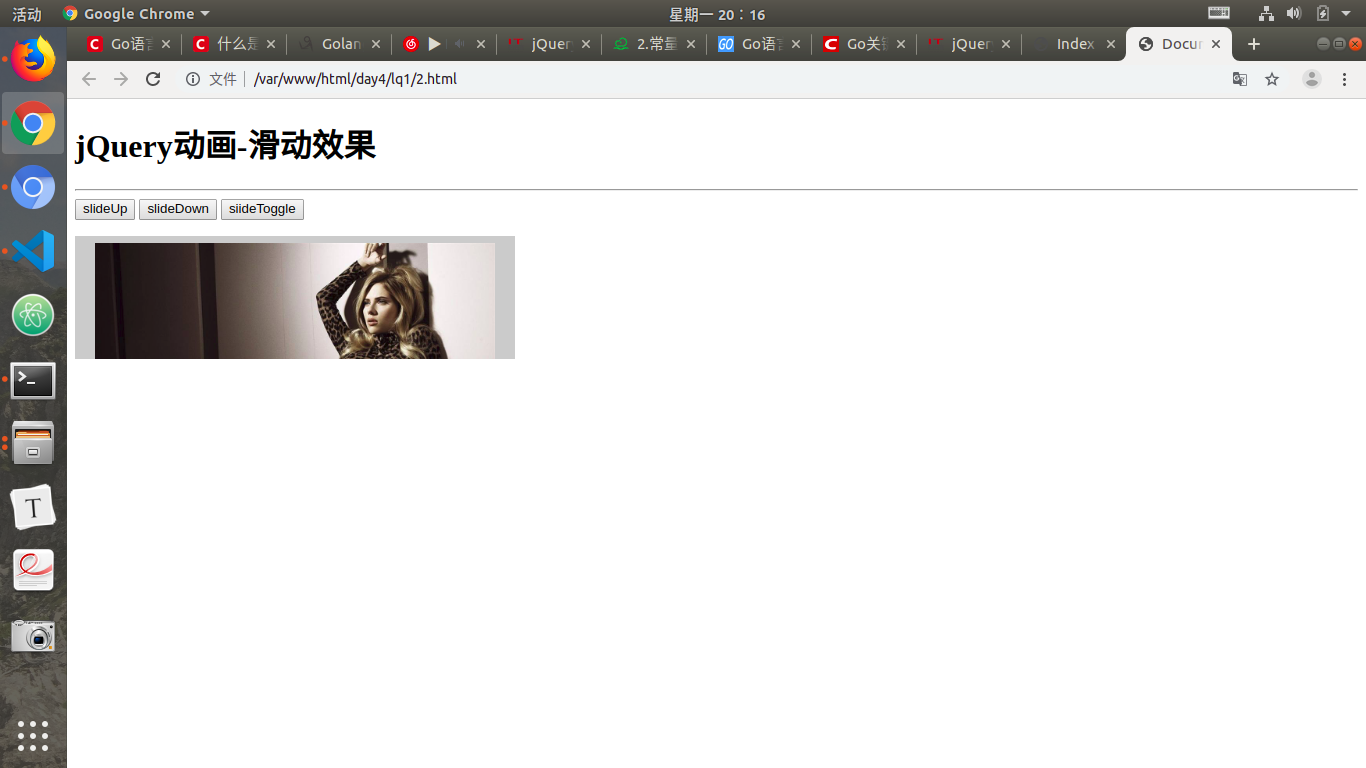 活动 Google Chrome 星期一 20：16
Go语言 什么是 Golan jQuer 2.常量 Go语言 Go关键 jQuer Index Docur
文件 /var/www/html/day4/lq1/2.html
jQuery动画-滑动效果
slideUp slideDown siideToggle